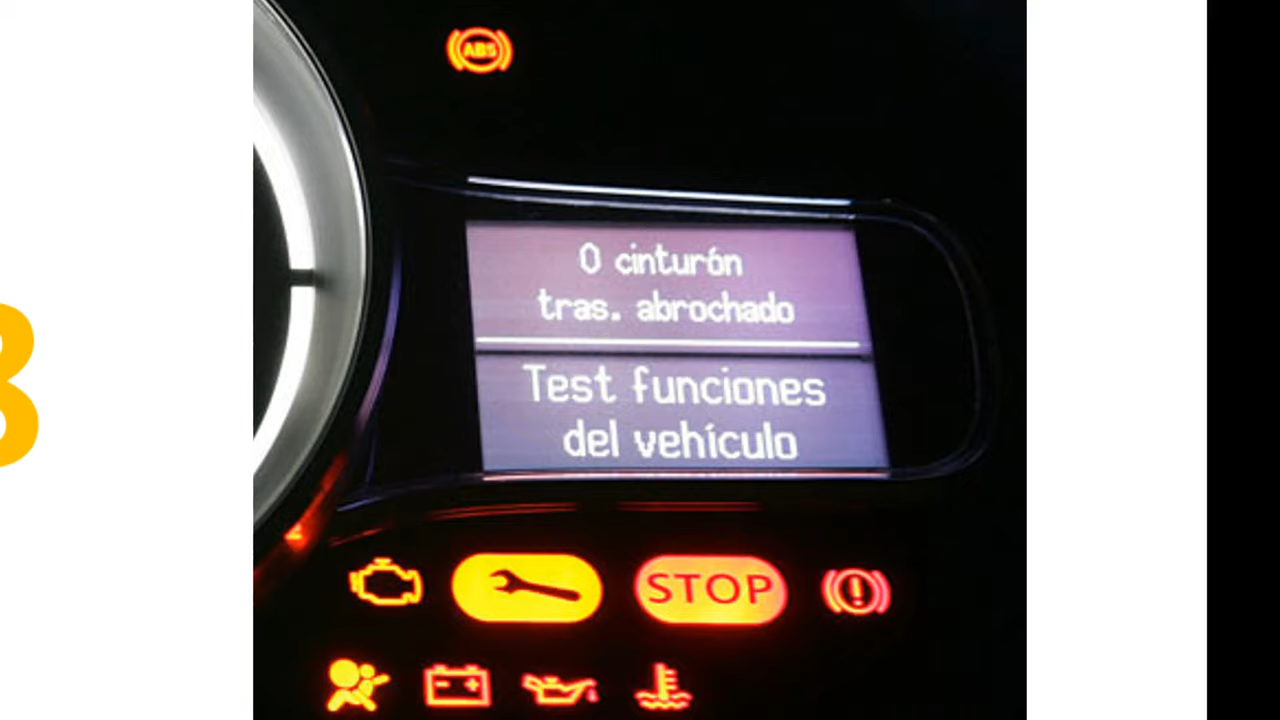 ABS
0 cinturón
tras. abrochado
Test funciones
del vehículo
STOP